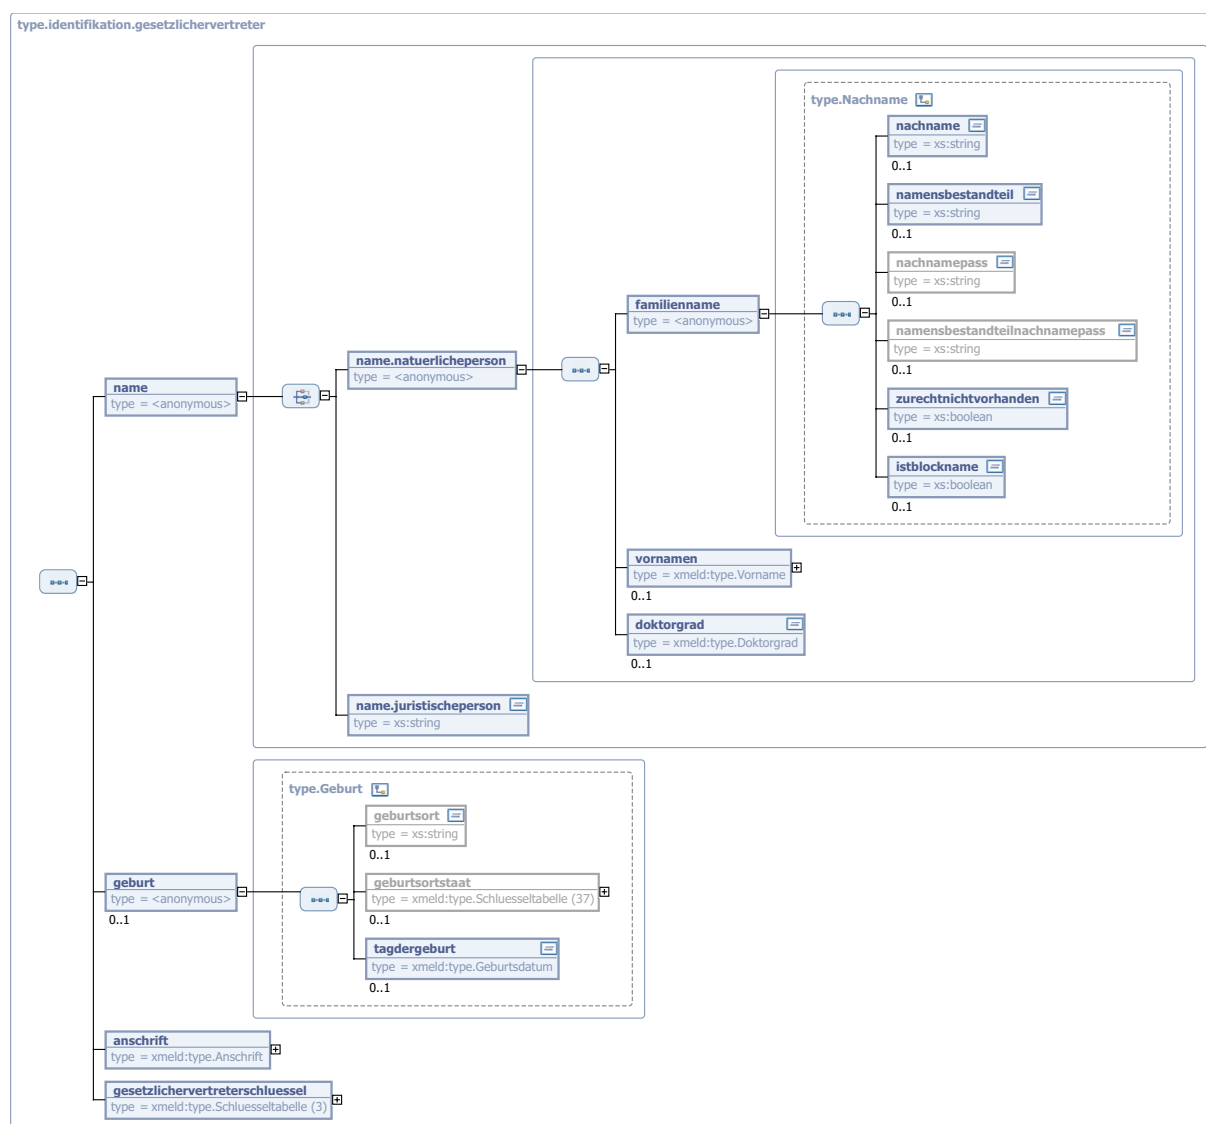 type.identifikation.gesetzlichervertreter
type.Nachname
nachname
type = xs:string
0..1
namensbestandteil
type = xs:string
0..1
nachnamepass
type = xs:string
0..1
namensbestandteilnachnamepass
type = xs:string
0..1
zurechtnichtvorhanden
type = xs:boolean
0..1
istblockname
type = xs:boolean
0..1
familienname
type = <anonymous>
name.natuerlicheperson
type = <anonymous>
name
type = <anonymous>
vornamen
type = xmeld:type.Vorname
0..1
doktorgrad
type = xmeld:type.Doktorgrad
0..1
name.juristischeperson
type = xs:string
type.Geburt
geburtsort
type = xs:string
0..1
geburt
type = <anonymous>
0..1
geburtsortstaat
type = xmeld:type.Schluesseltabelle (37)
0..1
tagdergeburt
type = xmeld:type.Geburtsdatum
0..1
anschrift
type = xmeld:type.Anschrift
gesetzlichervertreterschluessel
type = xmeld:type.Schluesseltabelle (3)